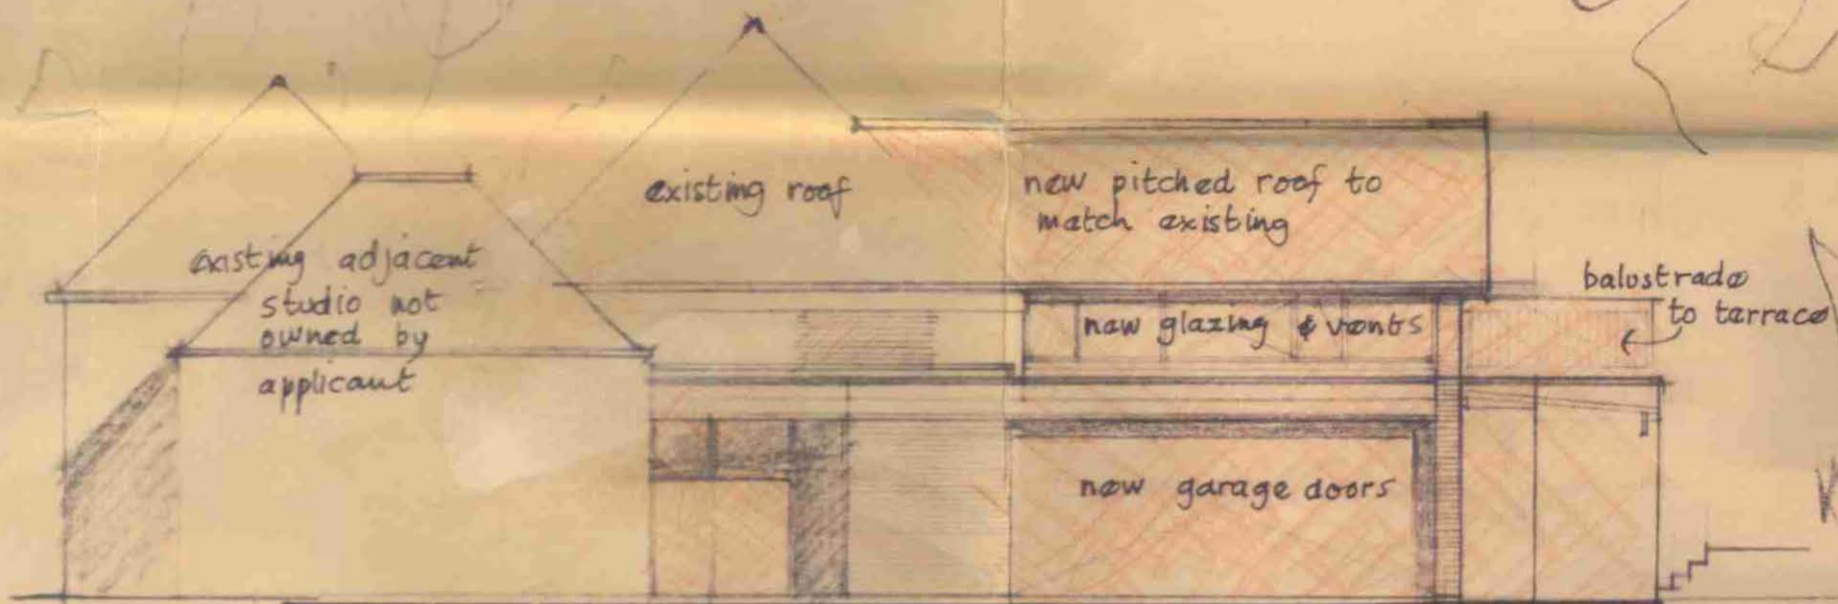 existing roof
new pitched roof to
match existing
existing adjacent
studio not
owned by
applicant
new glazing & vents
balustrade
to terrace
new garage doors